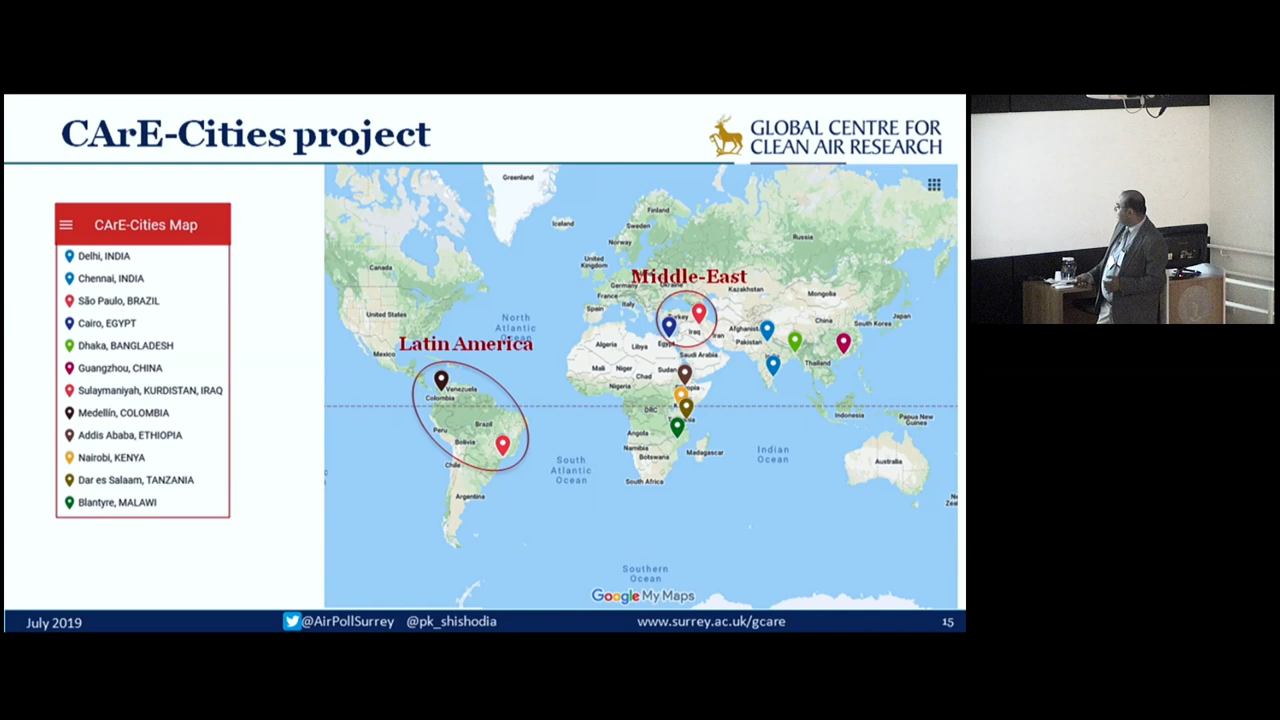 CArE-Cities project
GLOBAL CENTRE FOR
CLEAN AIR RESEARCH
CArE-Cities Map
Delhi, INDIA
Chennai, INDIA
São Paulo, BRAZIL
Cairo, EGYPT
Dhaka, BANGLADESH
Guangzhou, CHINA
Sulaymaniyah, KURDISTAN, IRAQ
Medellín, COLOMBIA
Addis Ababa, ETHIOPIA
Nairobi, KENYA
Dar es Salaam, TANZANIA
Blantyre, MALAWI
Greenland
Iceland
Finland
Sweden
Norway
Russia
Canada
United
Kingdom
Middle-East
Germany
Kazakhstan
France
Mongolia
Italy
Spain
United States
North
Atlantic
Ocean
Turkey
China
Japan
South Korea
Afghanist
Iraq
Iran
Pakistan
Latin America
Algeria
Libya
Egypt
Mexico
Saudi Arabia
Thailand
Mali
Niger
Chad
Sudan
Nigeria
Venezuela
Colombia
DRC
Indonesia
Papua New
Guinea
Brazil
Peru
Angola
Bolivia
Namibia
Botswana
Madagascar
Indian
Ocean
Chile
South
Atlantic
Ocean
Australia
South Africa
Argentina
Southern
Ocean
Google My Maps
July 2019
@AirPollSurrey @pk_shishodia
www.surrey.ac.uk/gcare
15